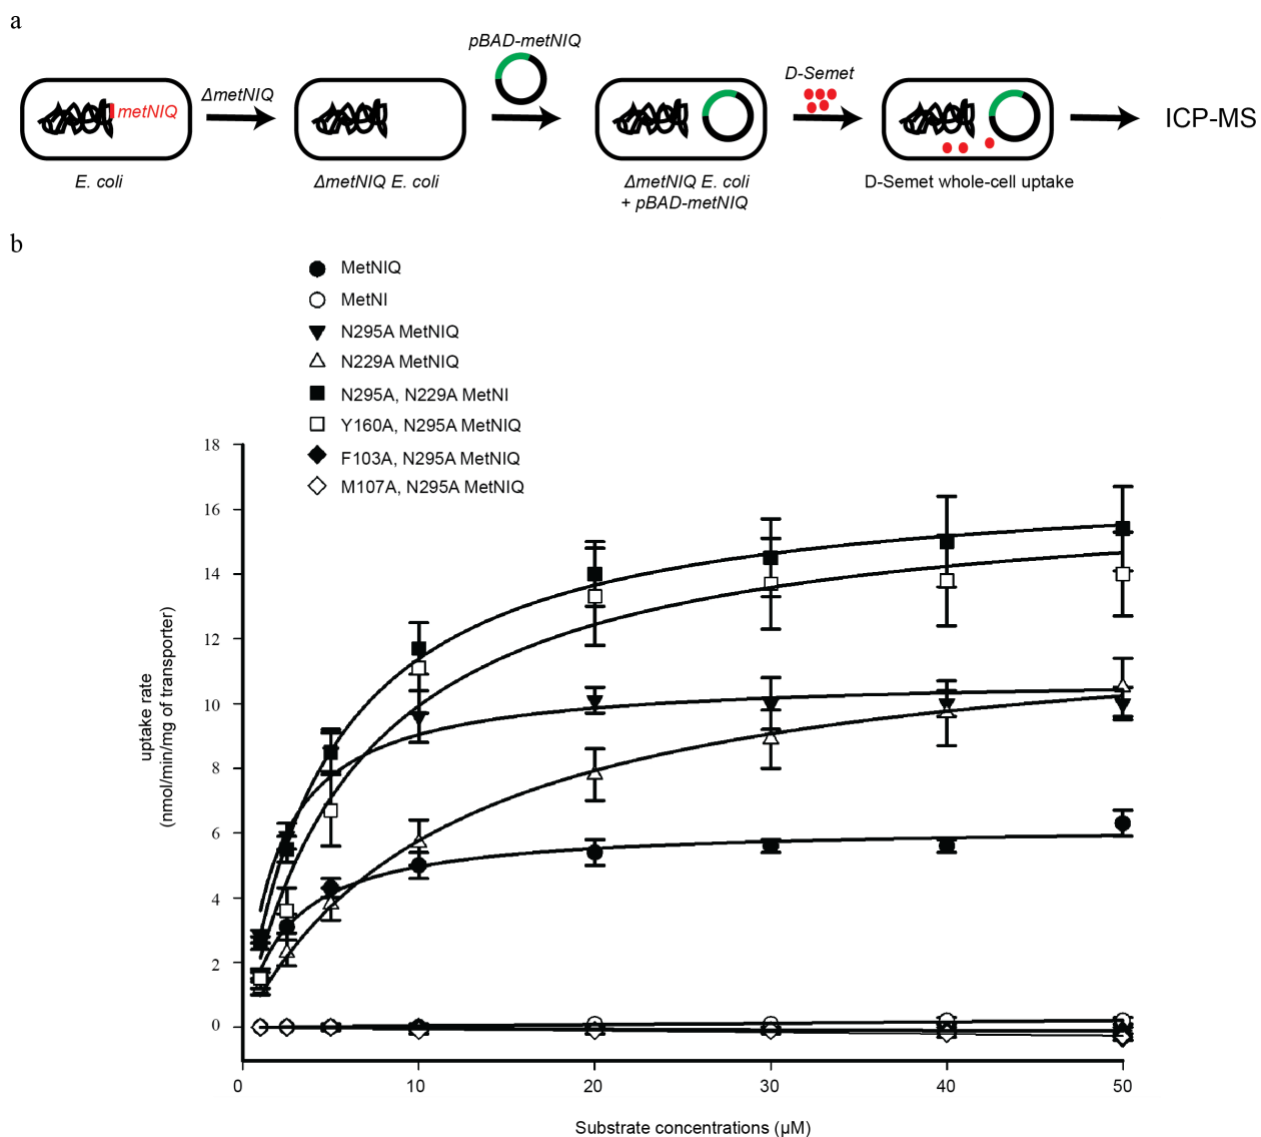 a
pBAD-metNIQ
D-Semet
ΔmetNIQ
metNIQ
ICP-MS
E. coli
ΔmetNIQ E. coli
ΔmetNIQ E. coli
+ pBAD-metNIQ
D-Semet whole-cell uptake
b
MetNIQ
MetNI
N295A MetNIQ
N229A MetNIQ
N295A, N229A MetNI
Y160A, N295A MetNIQ
F103A, N295A MetNIQ
M107A, N295A MetNIQ
18
16
14
12
10
8
6
4
2
0
uptake rate
(nmol/min/mg of transporter)
0
10
20
30
40
50
Substrate concentrations (µM)